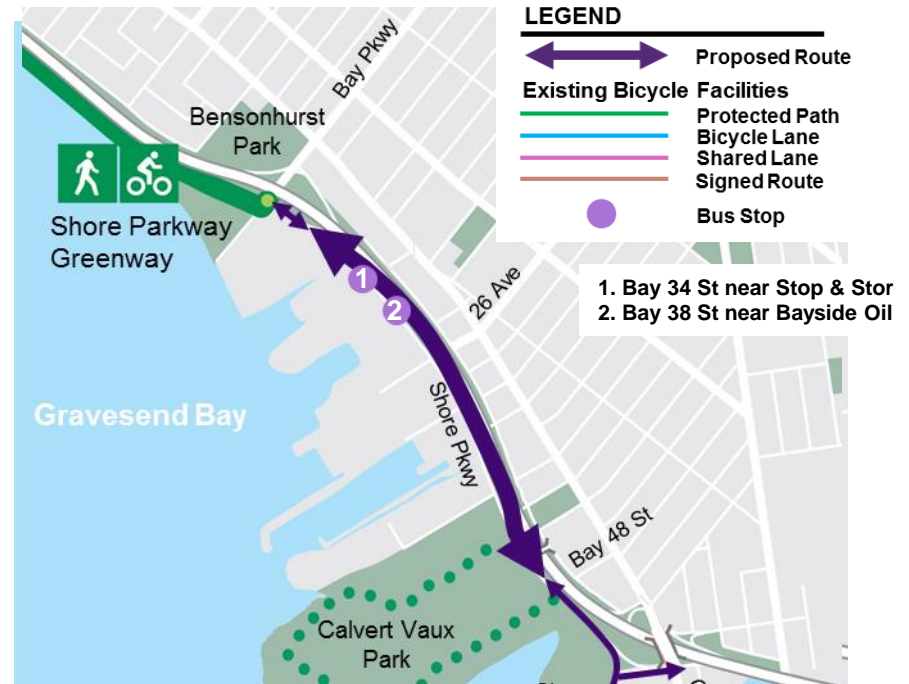 LEGEND
Proposed Route
Existing Bicycle Facilities
Protected Path
Bicycle Lane
Shared Lane
Signed Route
Bus Stop
1. Bay 34 St near Stop & Stor
2. Bay 38 St near Bayside Oil
Bay Pkwy
Bensonhurst
Park
Shore Parkway
Greenway
1
2
26 Ave
Gravesend Bay
Shore Pkwy
Bay 48 St
Calvert Vaux
Park